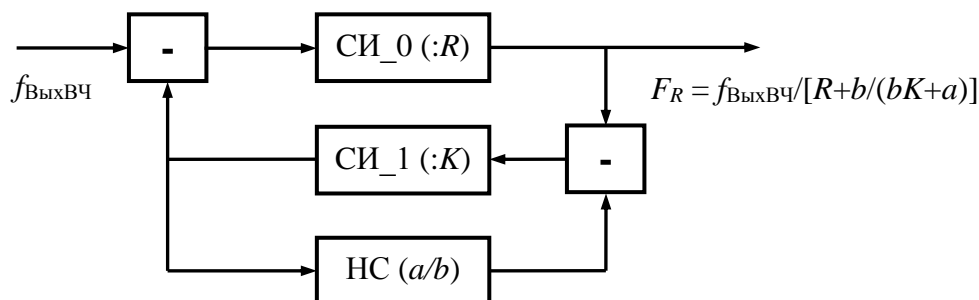 -
СИ_0 (:R)
fВыхВЧ
FR = fВыхВЧ/[R+b/(bK+a)]
СИ_1 (:K)
-
НС (a/b)